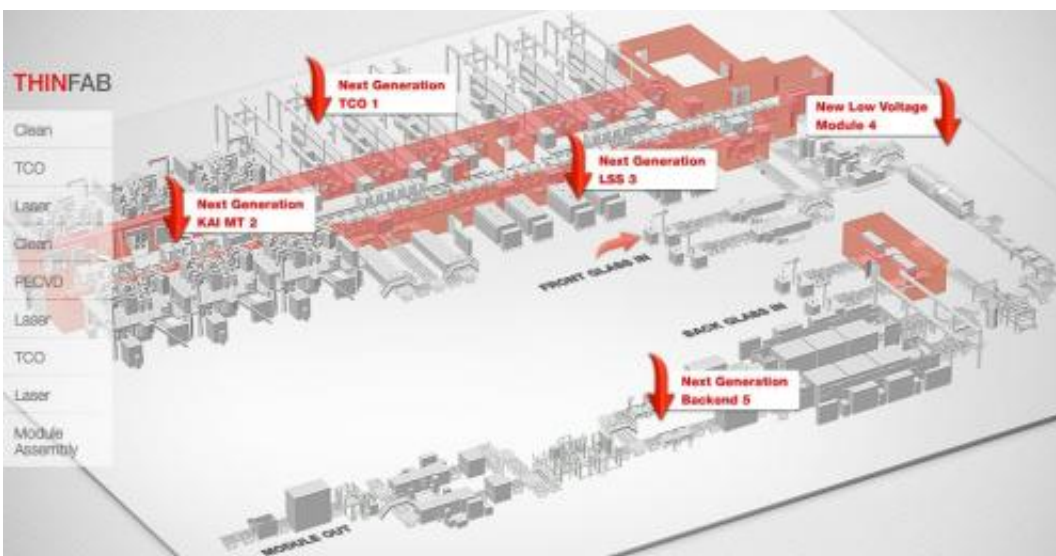 THINFAB
Clean
TCO
Laser
Clean
PECVD
Laser
TCO
Laser
Module
Assembly
Next Generation
TCO 1
New Low Voltage
Module 4
Next Generation
LSS 3
Next Generation
KAI MT 2
FRONT GLASS IN
BACK GLASS IN
Next Generation
Backend 5
MODULE OUT